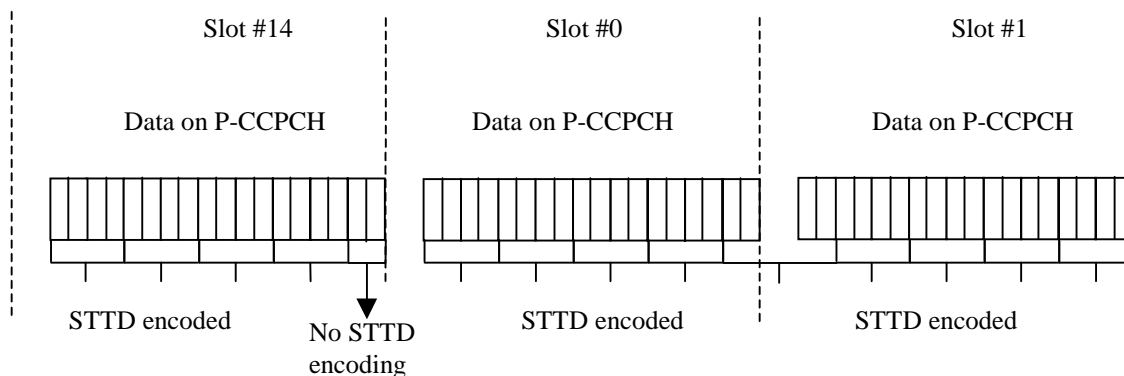 Slot #14
Slot #0
Slot #1
Data on P-CCPCH
Data on P-CCPCH
Data on P-CCPCH
STTD encoded
No STTD
encoding
STTD encoded
STTD encoded